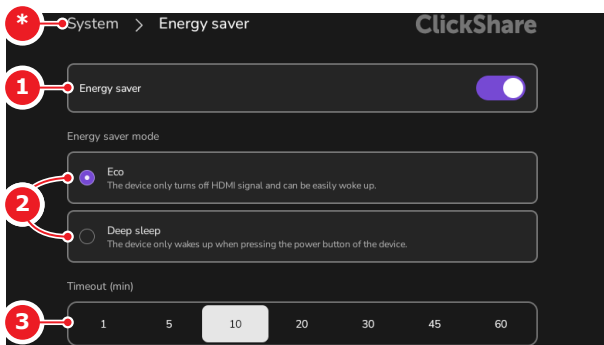 * System > Energy saver ClickShare
1 Energy saver
Energy saver mode
Eco
The device only turns off HDMI signal and can be easily woke up.
2
Deep sleep
The device only wakes up when pressing the power button of the device.
Timeout (min)
3 1 5 10 20 30 45 60